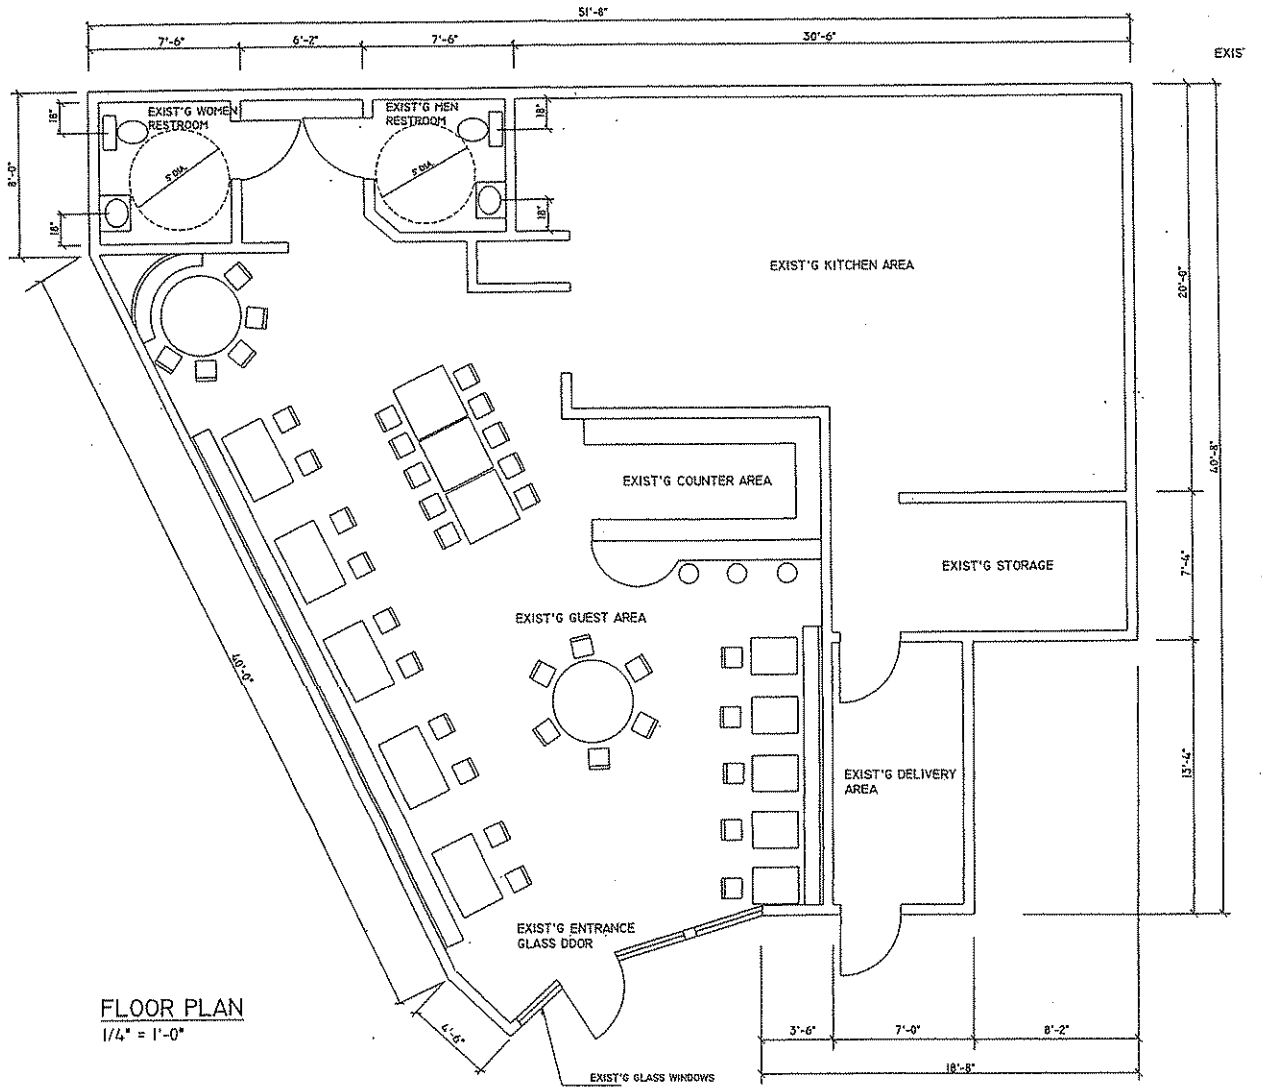 51'-8"
7'-6"
6'-2"
7'-6"
30'-6"
EXIS'
EXIST'G WOMEN
RESTROOM
EXIST'G MEN
RESTROOM
18"
18"
8'-0"
5' DIA.
5' DIA.
18"
18"
EXIST'G KITCHEN AREA
20'-0"
40'-8"
EXIST'G COUNTER AREA
EXIST'G STORAGE
7'-4"
EXIST'G GUEST AREA
40'-0"
EXIST'G DELIVERY
AREA
13'-4"
EXIST'G ENTRANCE
GLASS DOOR
FLOOR PLAN
1/4" = 1'-0"
4'-6"
3'-6"
7'-0"
8'-2"
18'-8"
EXIST'G GLASS WINDOWS